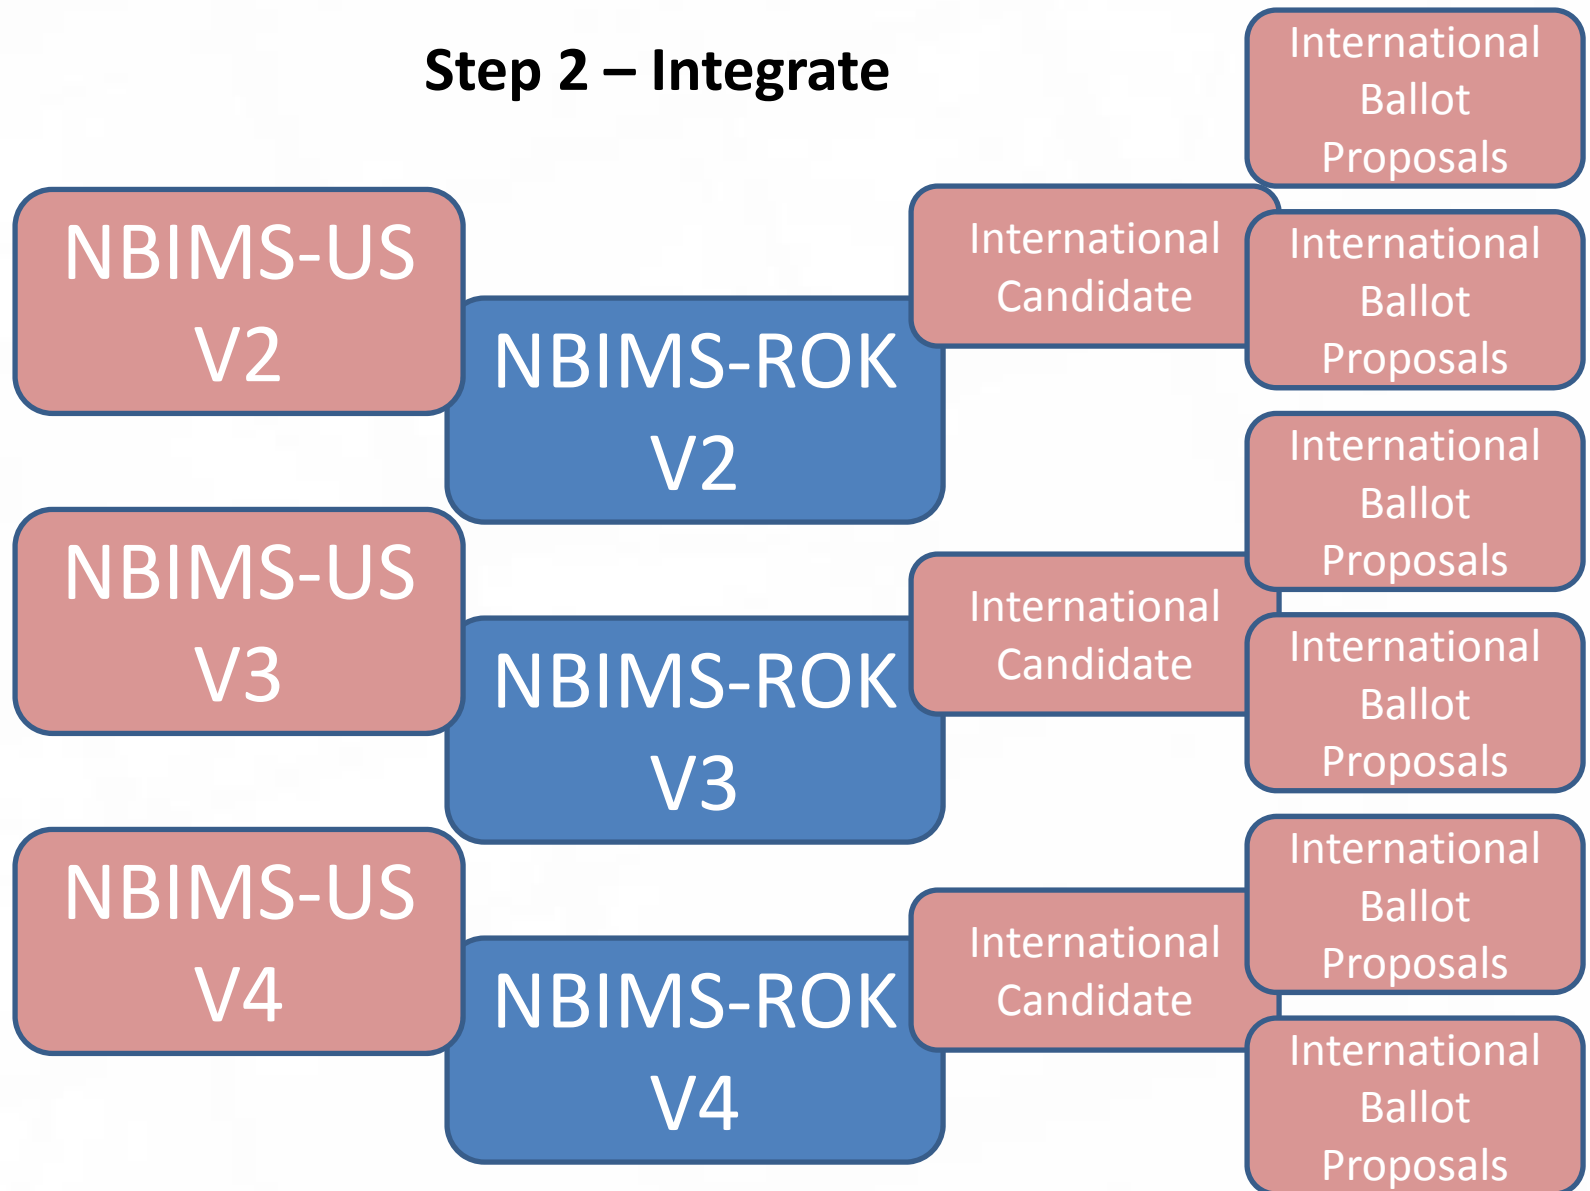 Step 2 – Integrate
NBIMS-US
V2
NBIMS-ROK
V2
International
Candidate
International
Ballot
Proposals
International
Ballot
Proposals
NBIMS-US
V3
NBIMS-ROK
V3
International
Candidate
International
Ballot
Proposals
International
Ballot
Proposals
NBIMS-US
V4
NBIMS-ROK
V4
International
Candidate
International
Ballot
Proposals
International
Ballot
Proposals